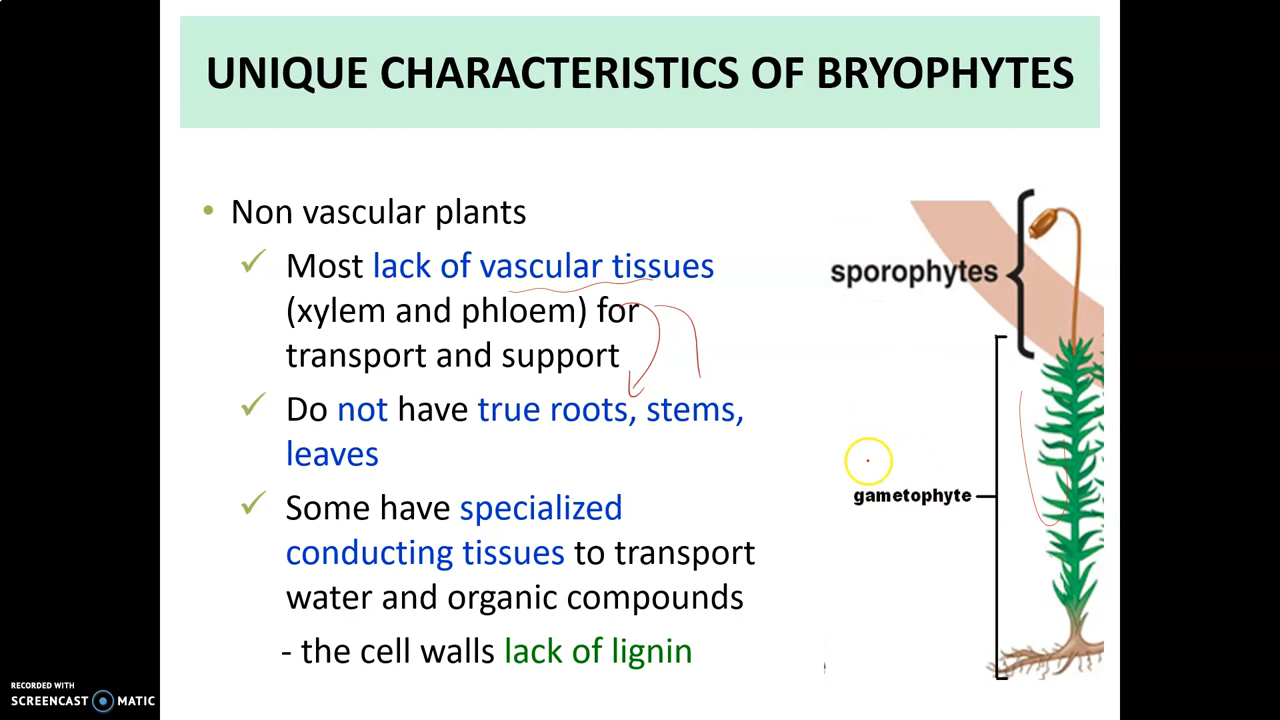 UNIQUE CHARACTERISTICS OF BRYOPHYTES
• Non vascular plants
✓ Most lack of vascular tissues
(xylem and phloem) for
transport and support
✓ Do not have true roots, stems,
leaves
✓ Some have specialized
conducting tissues to transport
water and organic compounds
- the cell walls lack of lignin
sporophytes
gametophyte
RECORDED WITH
SCREENCAST MATIC